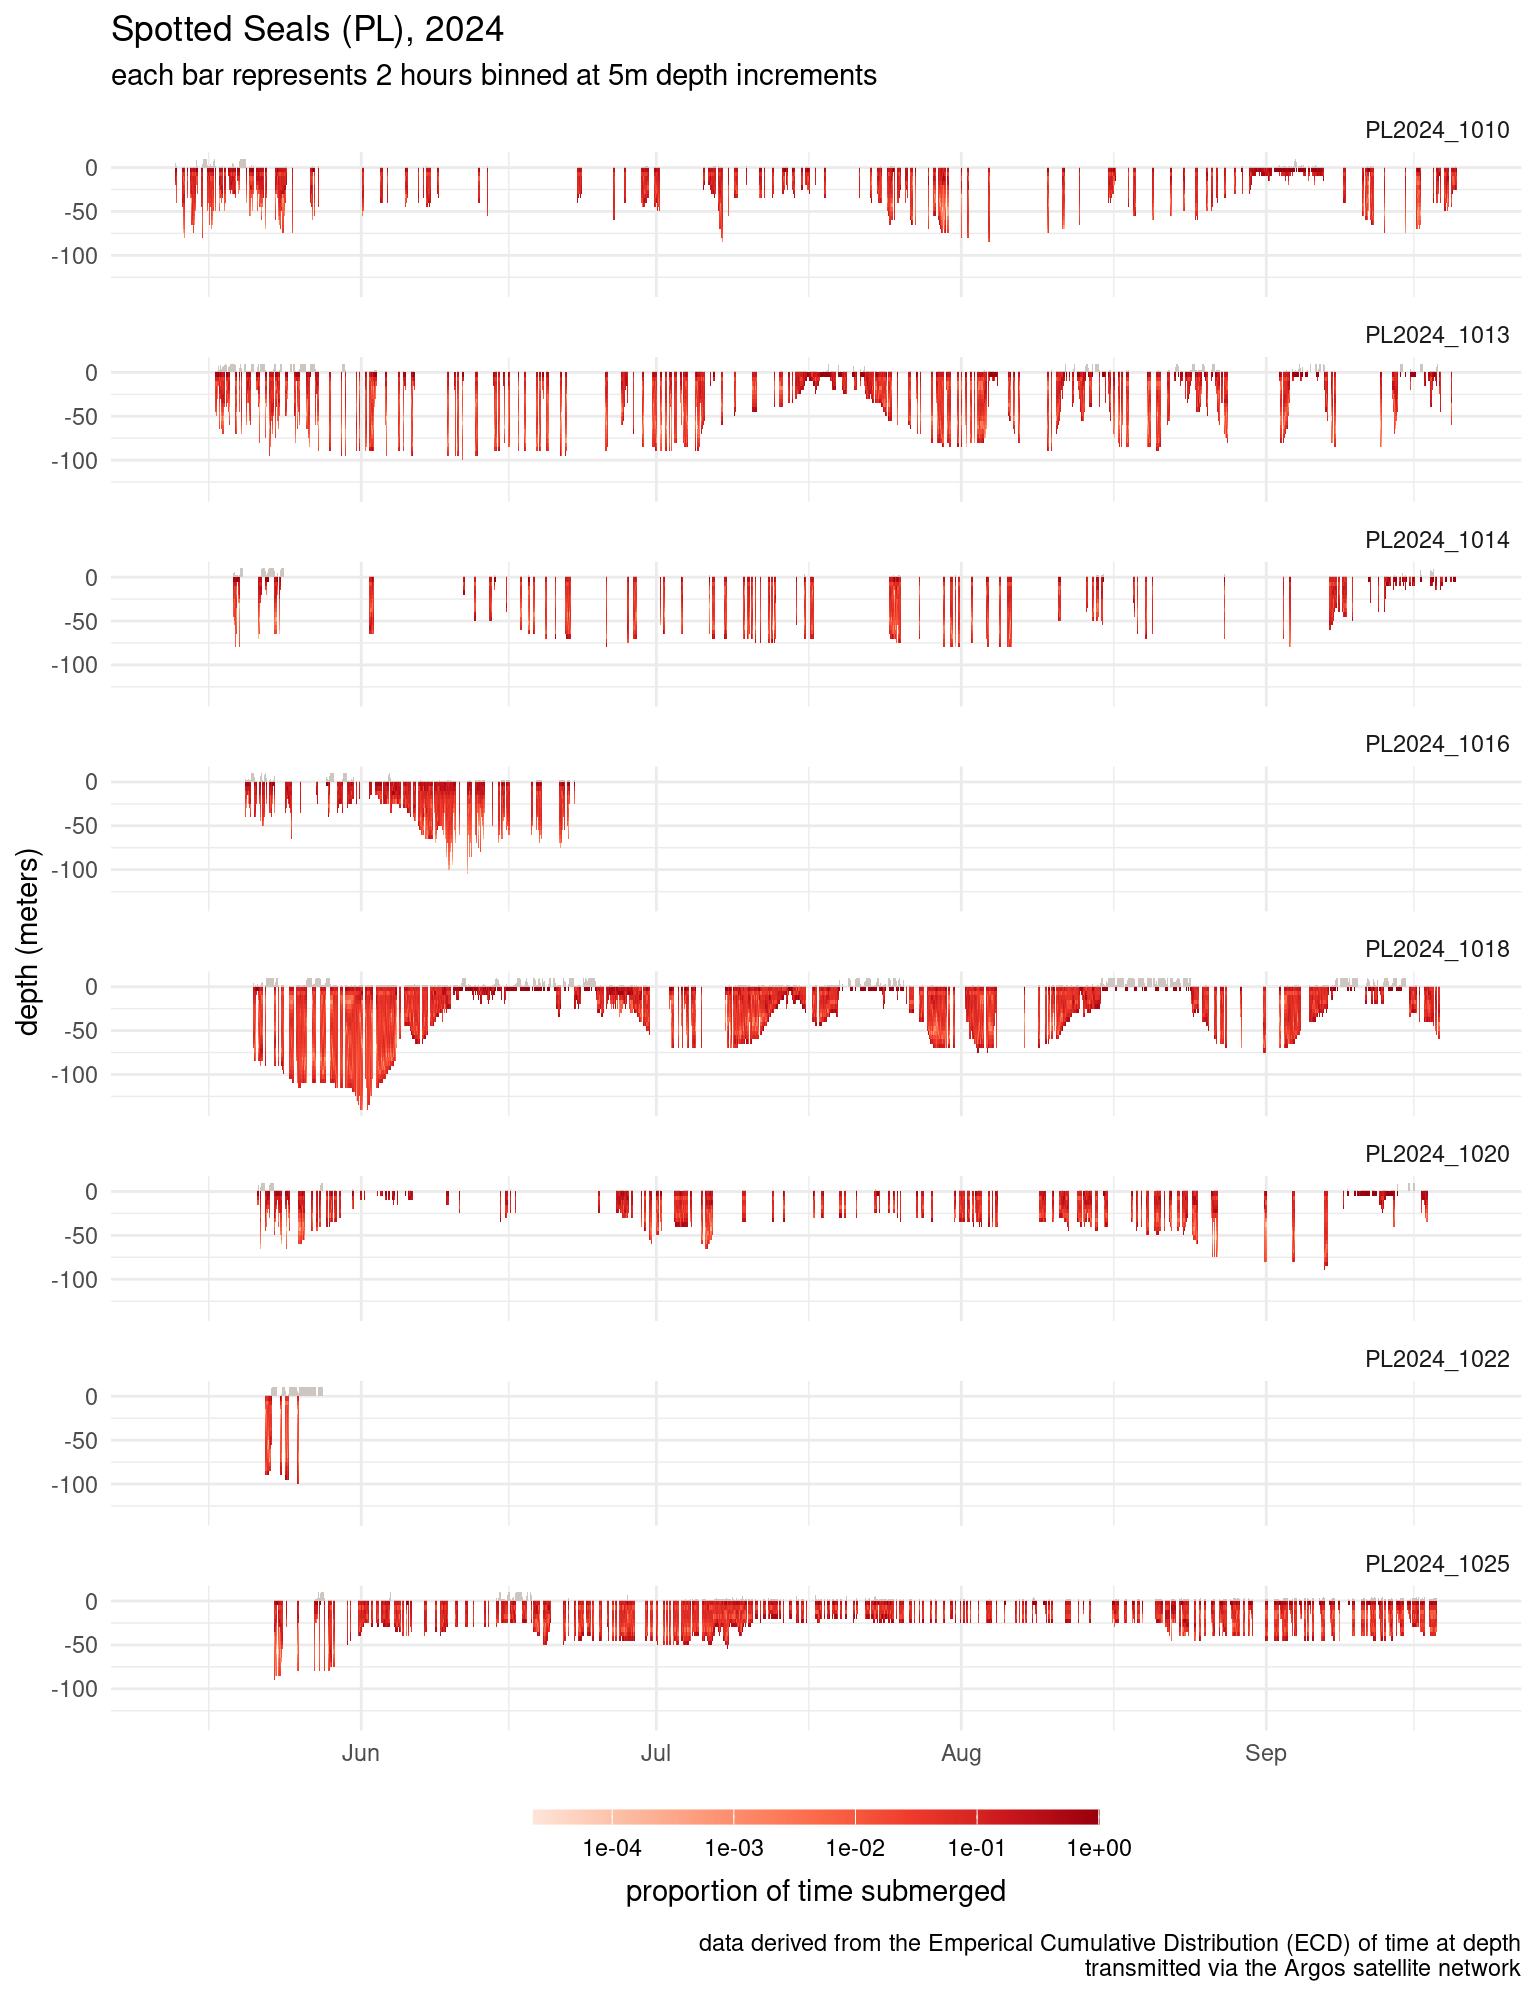 Spotted Seals (PL), 2024
each bar represents 2 hours binned at 5m depth increments
PL2024_1010
0
-50
-100
PL2024_1013
0
-50
-100
PL2024_1014
0
-50
-100
PL2024_1016
0
-50
-100
depth (meters)
PL2024_1018
0
-50
-100
PL2024_1020
0
-50
-100
PL2024_1022
0
-50
-100
PL2024_1025
0
-50
-100
Jun Jul Aug Sep
1e-04 1e-03 1e-02 1e-01 1e+00
proportion of time submerged
data derived from the Emperical Cumulative Distribution (ECD) of time at depth
transmitted via the Argos satellite network